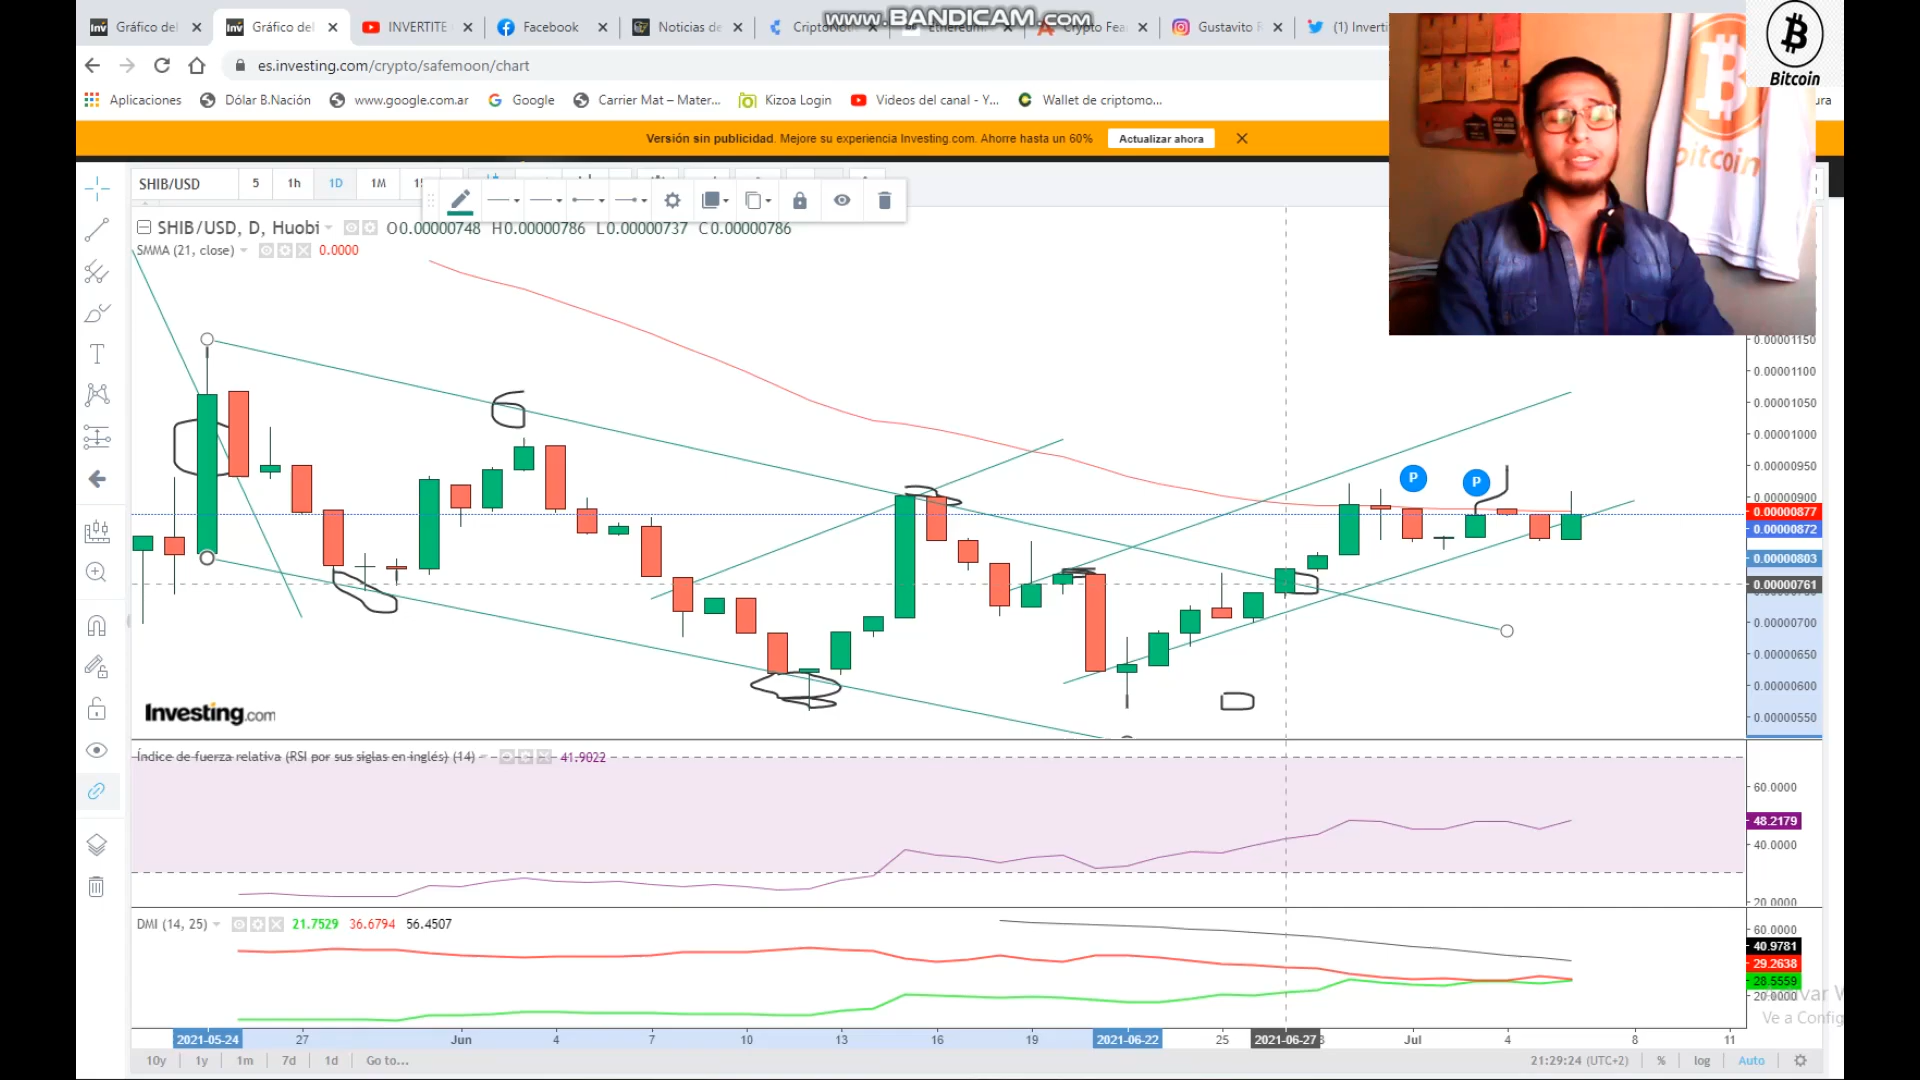 www.BANDICAM.com
Gráfico del
Gráfico del
INVERTITE
Facebook
Noticias de
Crypto Fea
Gustavito R
(1) Inverti
Bitcoin
es.investing.com/crypto/safemoon/chart
Aplicaciones
Dólar B.Nación
www.google.com.ar
Google
Carrier Mat – Mater...
Kizoa Login
Videos del canal - Y...
Wallet de criptomo...
Versión sin publicidad. Mejore su experiencia Investing.com. Ahorre hasta un 60%
Actualizar ahora
bitcoin
SHIB/USD
5
1h
1D
1M
SHIB/USD, D, Huobi
O0.00000748 H0.00000786 L0.00000737 C0.00000786
SMMA (21, close)
0.0000
0.00001150
0.00001100
0.00001050
0.00001000
0.00000950
0.00000900
0.00000877
0.00000872
0.00000803
0.00000761
0.00000700
0.00000650
0.00000600
0.00000550
P
P
Investing.com
Índice de fuerza relativa (RSI por sus siglas en inglés) (14)
41.9022
60.0000
48.2179
40.0000
20.0000
DMI (14, 25)
21.7529
36.6794
56.4507
60.0000
40.9781
29.2638
28.5559
2021-05-24
27
Jun
4
7
10
13
16
19
2021-06-22
25
2021-06-27
Jul
4
8
11
10y
1y
1m
7d
1d
Go to...
21:29:24 (UTC+2)
%
log
Auto
Ve a Config